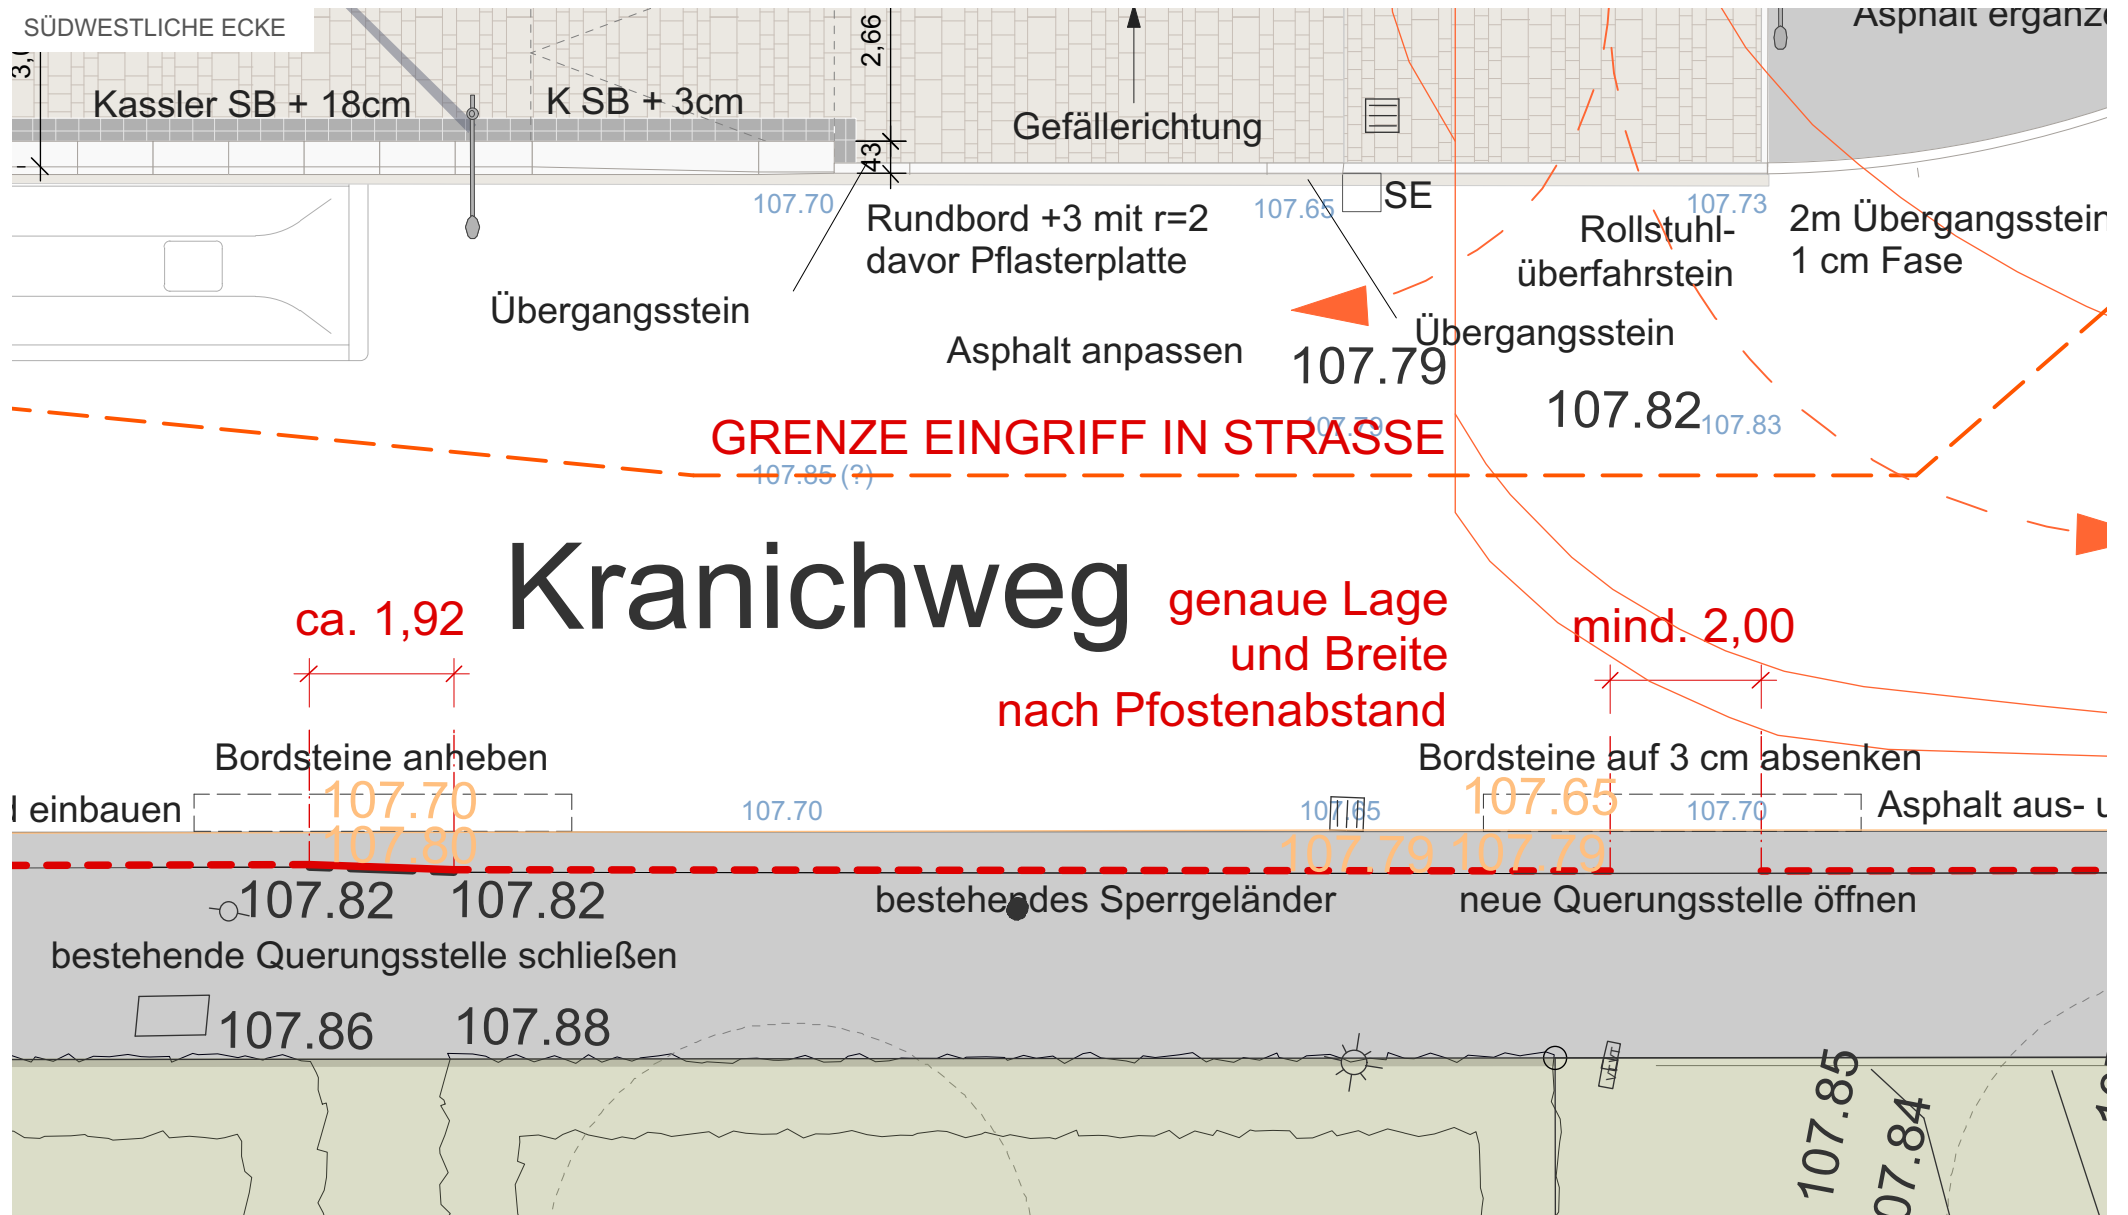 SÜDWESTLICHE ECKE
Asphalt ergänze
2,66
Kassler SB + 18cm
K SB + 3cm
Gefällerichtung
43
107.70
Rundbord +3 mit r=2
davor Pflasterplatte
107.65
SE
107.73
Rollstuhl-
überfahrstein
2m Übergangsstein
1 cm Fase
Übergangsstein
Asphalt anpassen
Übergangsstein
107.79
107.82
107.83
107.79
GRENZE EINGRIFF IN STRASSE
107.85 (?)
Kranichweg
ca. 1,92
genaue Lage
und Breite
nach Pfostenabstand
mind. 2,00
Bordsteine anheben
Bordsteine auf 3 cm absenken
d einbauen
107.70
107.70
107.65
107.65
107.70
Asphalt aus- u
107.80
107.79
107.79
107.82
107.82
bestehendes Sperrgeländer
neue Querungsstelle öffnen
bestehende Querungsstelle schließen
107.86
107.88
107.85
07.84